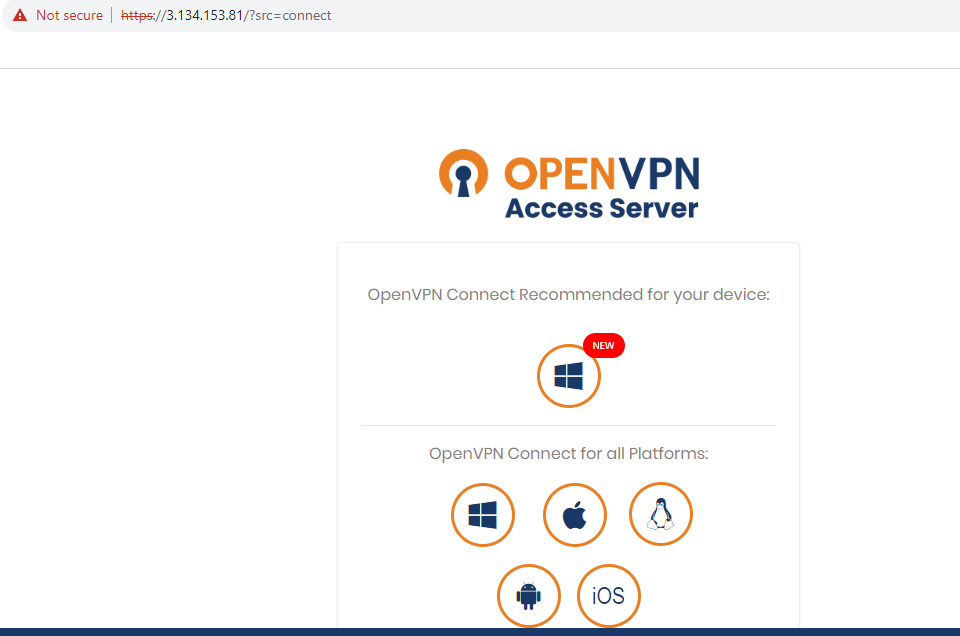 Not secure | https://3.134.153.81/?src=connect
OPENVPN
Access Server
OpenVPN Connect Recommended for your device:
NEW
OpenVPN Connect for all Platforms:
iOS